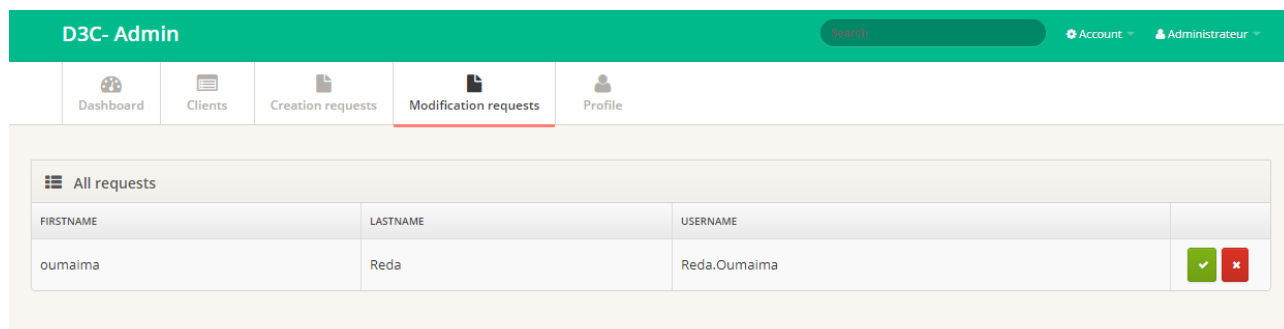 D3C- Admin
Search
Account
Administrateur
Dashboard
Clients
Creation requests
Modification requests
Profile
All requests
FIRSTNAME LASTNAME USERNAME
oumaima Reda Reda.Oumaima